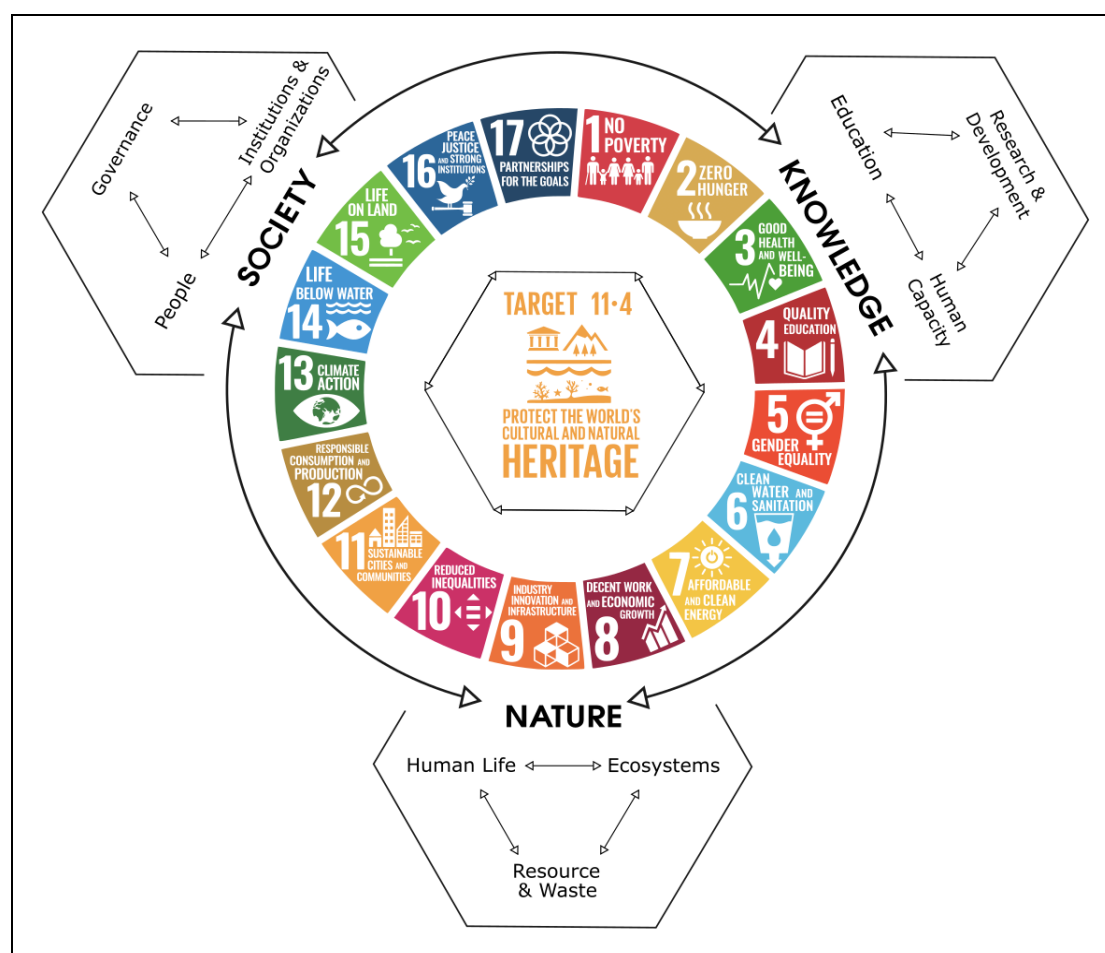 Governance
Institutions &
Organizations
People
SOCIETY
Education
Research &
Development
Human
Capacity
KNOWLEDGE
1 NO
POVERTY
2 ZERO
HUNGER
3 GOOD
HEALTH
AND WELL-
BEING
4 QUALITY
EDUCATION
5
GENDER
EQUALITY
6 CLEAN
WATER AND
SANITATION
7
AFFORDABLE
AND CLEAN
ENERGY
DECENT WORK
AND ECONOMIC
GROWTH
8
INDUSTRY
INNOVATION AND
INFRASTRUCTURE
9
REDUCED
INEQUALITIES
10
11 SUSTAINABLE
CITIES AND
COMMUNITIES
RESPONSIBLE
CONSUMPTION AND
PRODUCTION
12
13 CLIMATE
ACTION
LIFE
BELOW WATER
14
LIFE
ON LAND
15
PEACE
JUSTICE
AND STRONG
INSTITUTIONS
16
17
PARTNERSHIPS
FOR THE GOALS
TARGET 11·4
PROTECT THE WORLD'S
CULTURAL AND NATURAL
HERITAGE
NATURE
Human Life
Ecosystems
Resource
& Waste